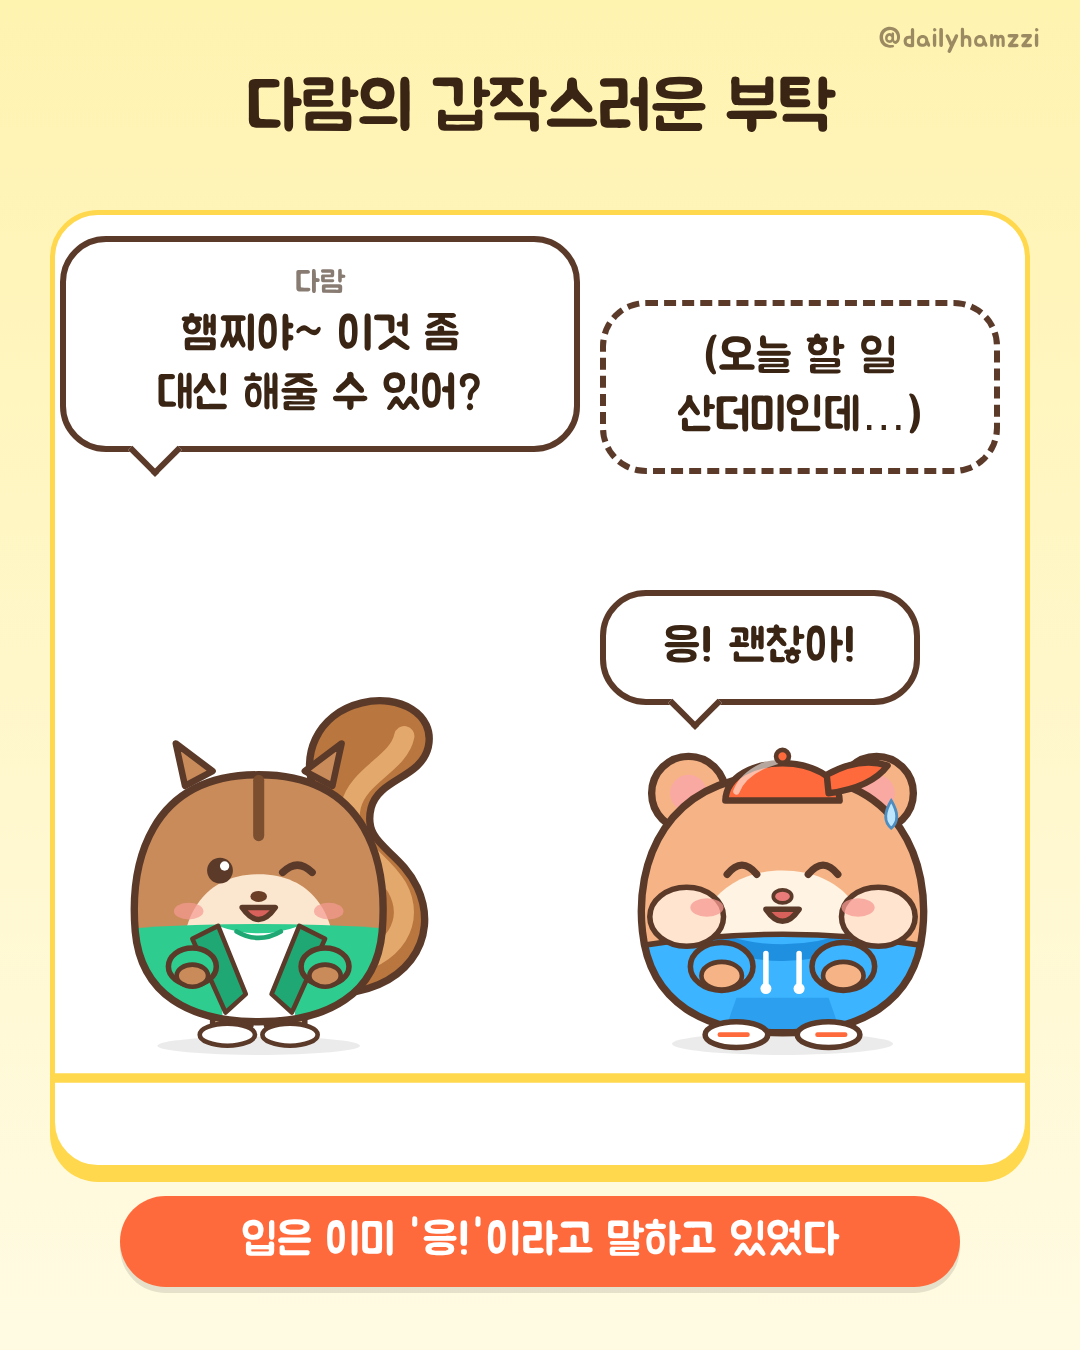 @dailyhamzzi
다람의 갑작스러운 부탁
다람
햄찌야~ 이것 좀
대신 해줄 수 있어?
(오늘 할 일
산더미인데...)
응! 괜찮아!
입은 이미 '응!'이라고 말하고 있었다